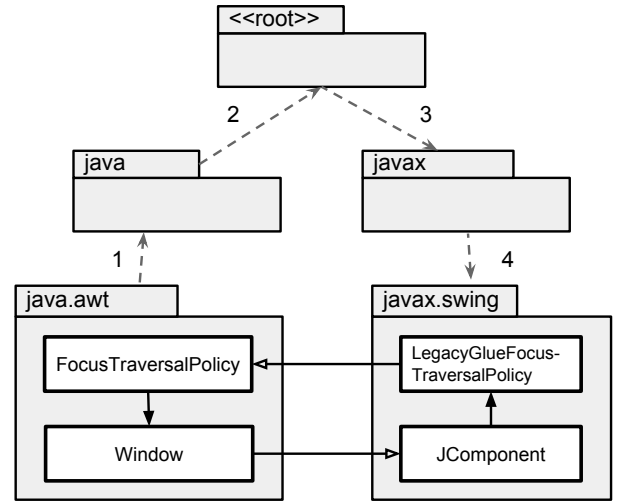 <<root>>
2
3
java
javax
1
4
java.awt
javax.swing
FocusTraversalPolicy
LegacyGlueFocus-
TraversalPolicy
Window
JComponent